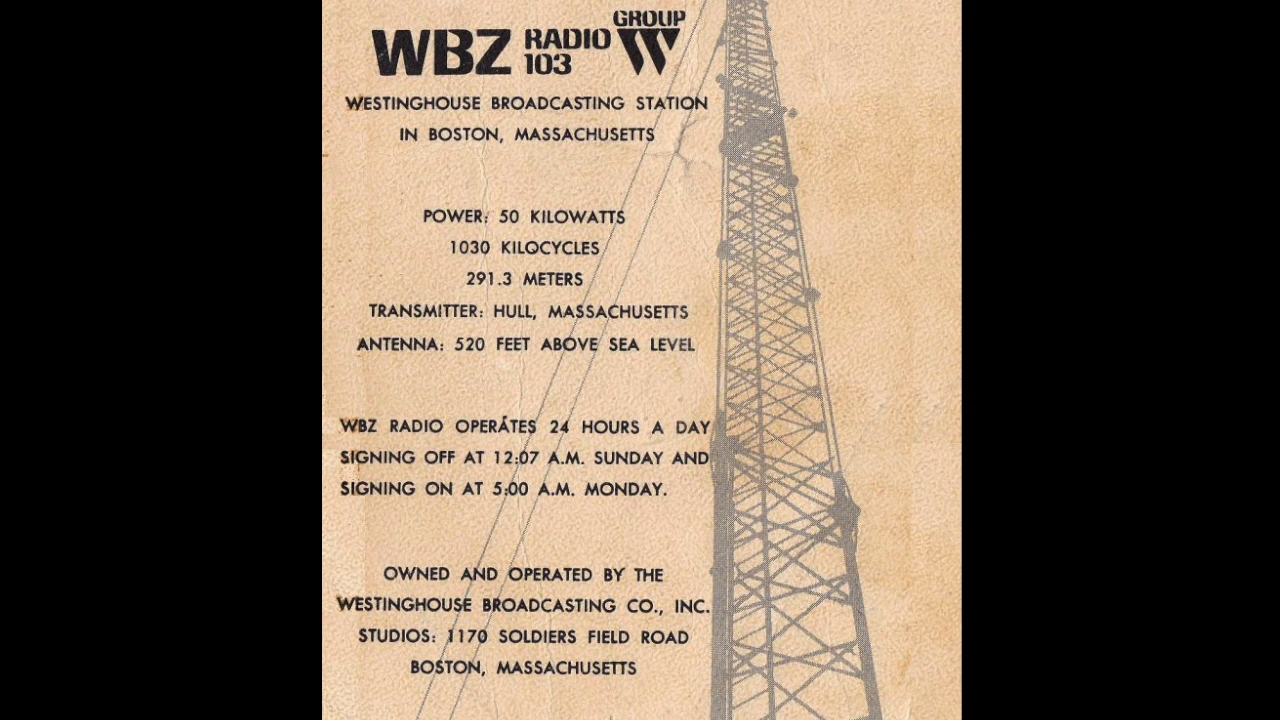 GROUP
WBZ RADIO 103 W
WESTINGHOUSE BROADCASTING STATION
IN BOSTON, MASSACHUSETTS
POWER: 50 KILOWATTS
1030 KILOCYCLES
291.3 METERS
TRANSMITTER: HULL, MASSACHUSETTS
ANTENNA: 520 FEET ABOVE SEA LEVEL
WBZ RADIO OPERATES 24 HOURS A DAY
SIGNING OFF AT 12:07 A.M. SUNDAY AND
SIGNING ON AT 5:00 A.M. MONDAY.
OWNED AND OPERATED BY THE
WESTINGHOUSE BROADCASTING CO., INC.
STUDIOS: 1170 SOLDIERS FIELD ROAD
BOSTON, MASSACHUSETTS